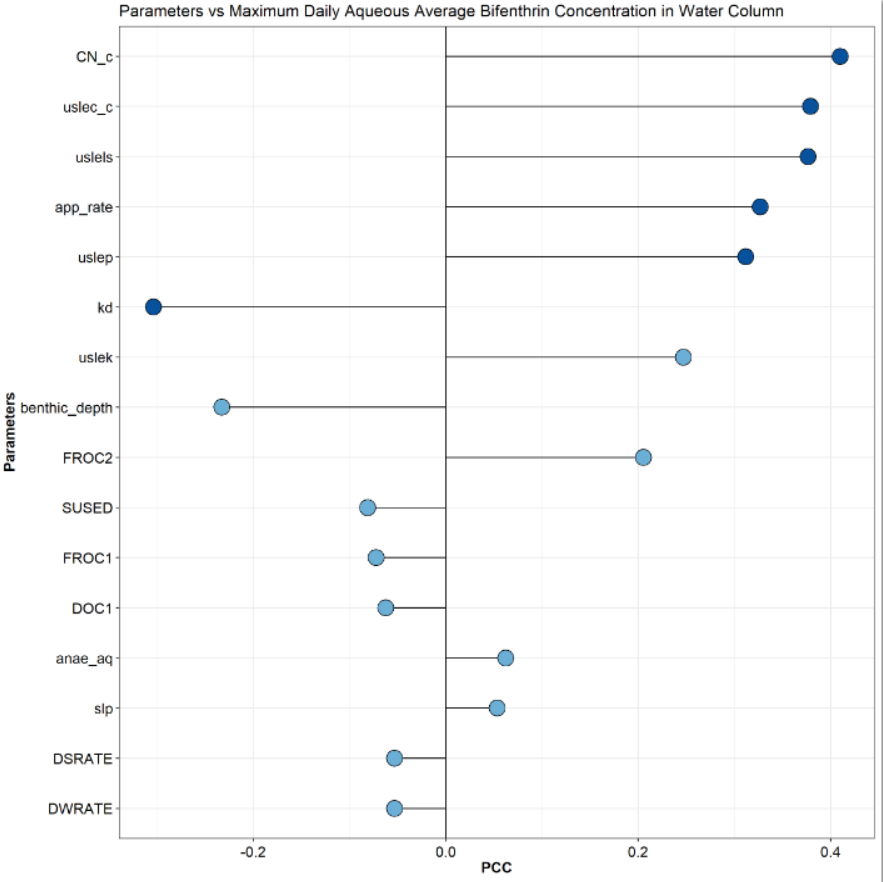 Parameters vs Maximum Daily Aqueous Average Bifenthrin Concentration in Water Column
CN_c
uslec_c
uslels
app_rate
uslep
kd
uslek
benthic_depth
FROC2
SUSED
FROC1
DOC1
anae_aq
slp
DSRATE
DWRATE
Parameters
-0.2 0.0 0.2 0.4
PCC